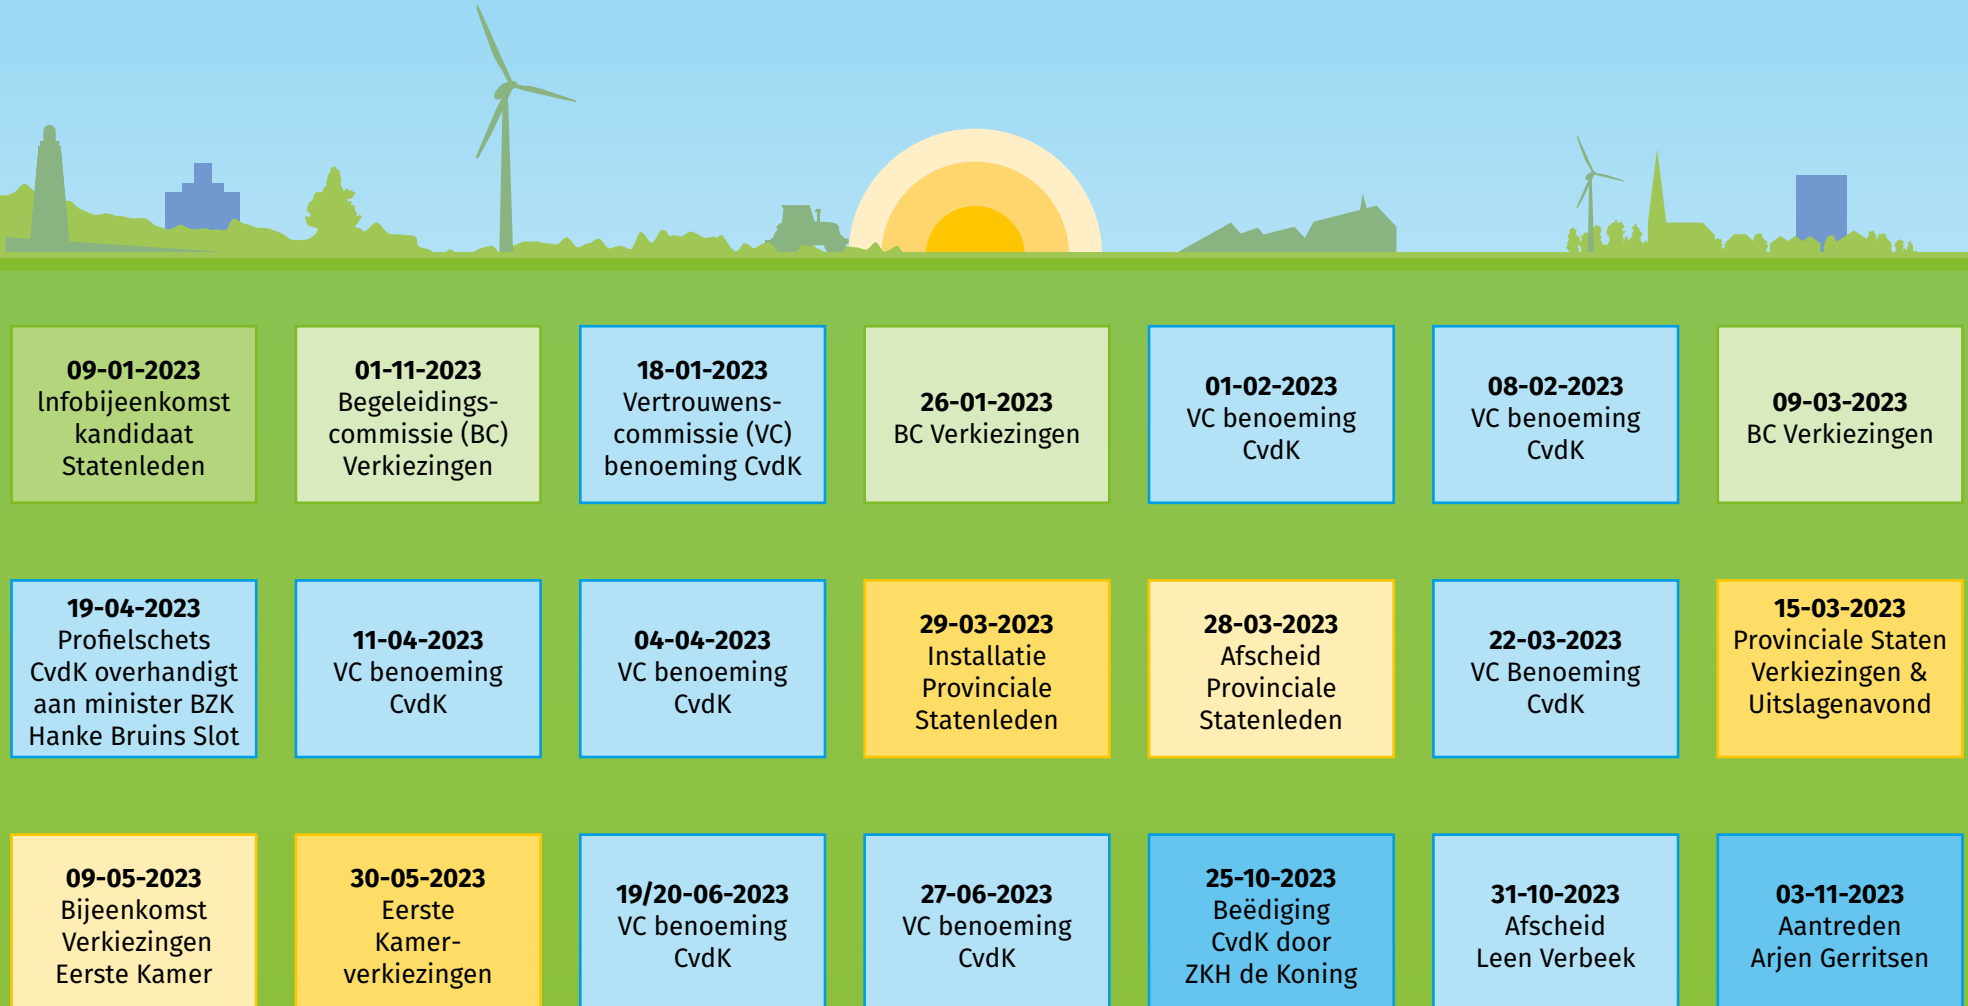 09-01-2023
Infobijeenkomst
kandidaat
Statenleden
01-11-2023
Begeleidings-
commissie (BC)
Verkiezingen
18-01-2023
Vertrouwens-
commissie (VC)
benoeming CvdK
26-01-2023
BC Verkiezingen
01-02-2023
VC benoeming
CvdK
08-02-2023
VC benoeming
CvdK
09-03-2023
BC Verkiezingen
19-04-2023
Profielschets
CvdK overhandigt
aan minister BZK
Hanke Bruins Slot
11-04-2023
VC benoeming
CvdK
04-04-2023
VC benoeming
CvdK
29-03-2023
Installatie
Provinciale
Statenleden
28-03-2023
Afscheid
Provinciale
Statenleden
22-03-2023
VC Benoeming
CvdK
15-03-2023
Provinciale Staten
Verkiezingen &
Uitslagenavond
09-05-2023
Bijeenkomst
Verkiezingen
Eerste Kamer
30-05-2023
Eerste
Kamer-
verkiezingen
19/20-06-2023
VC benoeming
CvdK
27-06-2023
VC benoeming
CvdK
25-10-2023
Beëdiging
CvdK door
ZKH de Koning
31-10-2023
Afscheid
Leen Verbeek
03-11-2023
Aantreden
Arjen Gerritsen